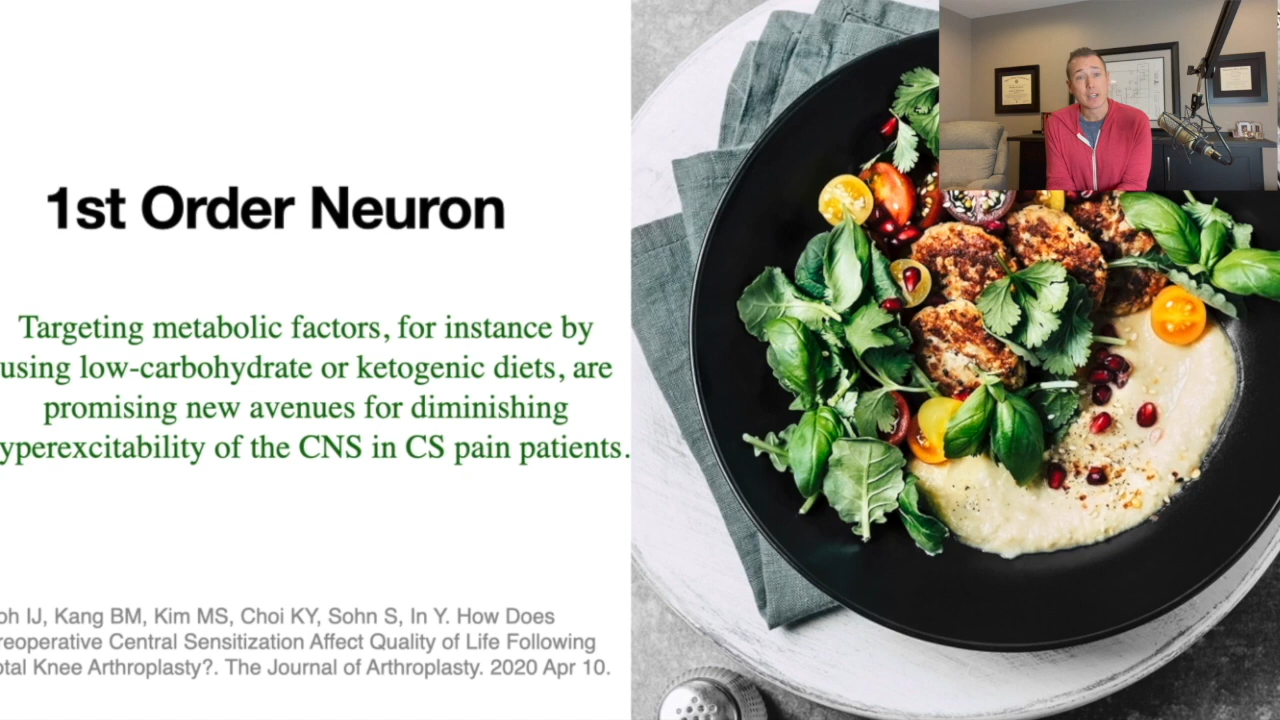 1st Order Neuron
Targeting metabolic factors, for instance by
using low-carbohydrate or ketogenic diets, are
promising new avenues for diminishing
yperexcitability of the CNS in CS pain patients.
oh IJ, Kang BM, Kim MS, Choi KY, Sohn S, In Y. How Does
reoperative Central Sensitization Affect Quality of Life Following
otal Knee Arthroplasty?. The Journal of Arthroplasty. 2020 Apr 10.